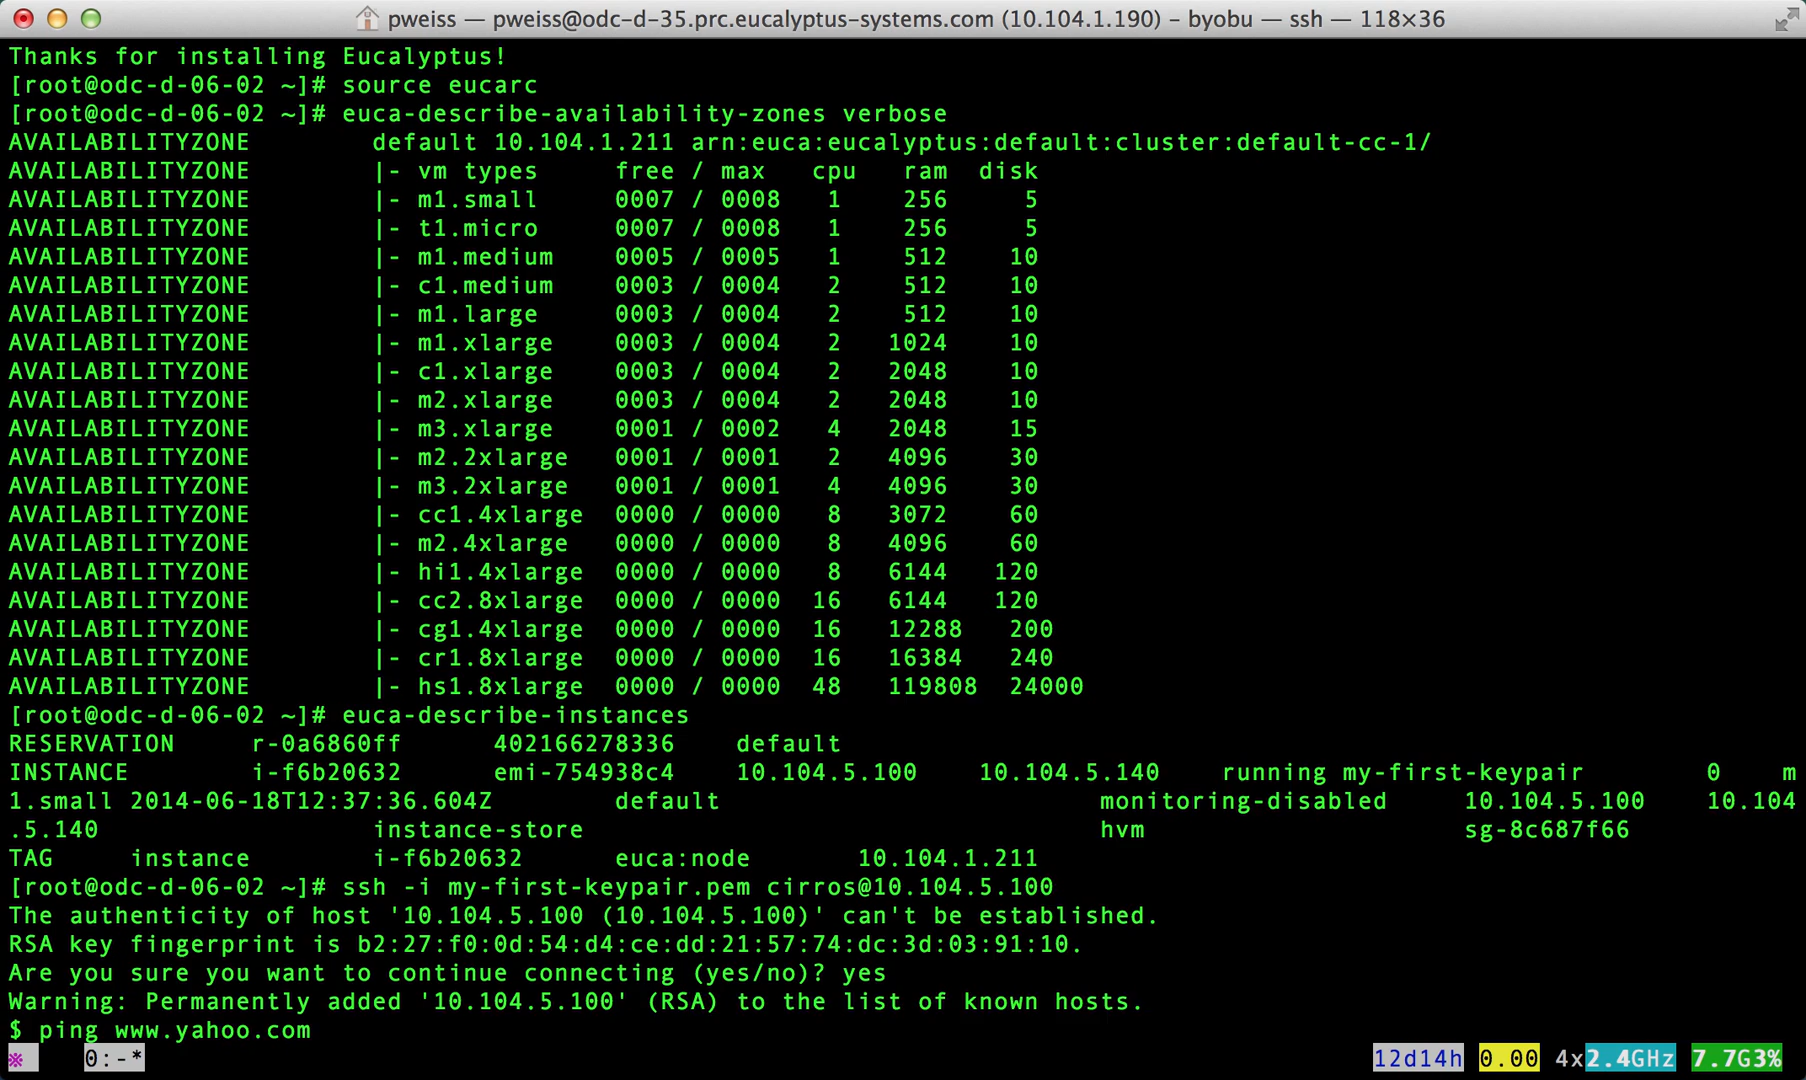 pweiss — pweiss@odc-d-35.prc.eucalyptus-systems.com (10.104.1.190) – byobu — ssh — 118×36
Thanks for installing Eucalyptus!
[root@odc-d-06-02 ~]# source eucarc
[root@odc-d-06-02 ~]# euca-describe-availability-zones verbose
AVAILABILITYZONE default 10.104.1.211 arn:euca:eucalyptus:default:cluster:default-cc-1/
AVAILABILITYZONE |- vm types free / max cpu ram disk
AVAILABILITYZONE |- m1.small 0007 / 0008 1 256 5
AVAILABILITYZONE |- t1.micro 0007 / 0008 1 256 5
AVAILABILITYZONE |- m1.medium 0005 / 0005 1 512 10
AVAILABILITYZONE |- c1.medium 0003 / 0004 2 512 10
AVAILABILITYZONE |- m1.large 0003 / 0004 2 512 10
AVAILABILITYZONE |- m1.xlarge 0003 / 0004 2 1024 10
AVAILABILITYZONE |- c1.xlarge 0003 / 0004 2 2048 10
AVAILABILITYZONE |- m2.xlarge 0003 / 0004 2 2048 10
AVAILABILITYZONE |- m3.xlarge 0001 / 0002 4 2048 15
AVAILABILITYZONE |- m2.2xlarge 0001 / 0001 2 4096 30
AVAILABILITYZONE |- m3.2xlarge 0001 / 0001 4 4096 30
AVAILABILITYZONE |- cc1.4xlarge 0000 / 0000 8 3072 60
AVAILABILITYZONE |- m2.4xlarge 0000 / 0000 8 4096 60
AVAILABILITYZONE |- hi1.4xlarge 0000 / 0000 8 6144 120
AVAILABILITYZONE |- cc2.8xlarge 0000 / 0000 16 6144 120
AVAILABILITYZONE |- cg1.4xlarge 0000 / 0000 16 12288 200
AVAILABILITYZONE |- cr1.8xlarge 0000 / 0000 16 16384 240
AVAILABILITYZONE |- hs1.8xlarge 0000 / 0000 48 119808 24000
[root@odc-d-06-02 ~]# euca-describe-instances
RESERVATION r-0a6860ff 402166278336 default
INSTANCE i-f6b20632 emi-754938c4 10.104.5.100 10.104.5.140 running my-first-keypair 0 m
1.small 2014-06-18T12:37:36.604Z default monitoring-disabled 10.104.5.100 10.104
.5.140 instance-store hvm sg-8c687f66
TAG instance i-f6b20632 euca:node 10.104.1.211
[root@odc-d-06-02 ~]# ssh -i my-first-keypair.pem cirros@10.104.5.100
The authenticity of host '10.104.5.100 (10.104.5.100)' can't be established.
RSA key fingerprint is b2:27:f0:0d:54:d4:ce:dd:21:57:74:dc:3d:03:91:10.
Are you sure you want to continue connecting (yes/no)? yes
Warning: Permanently added '10.104.5.100' (RSA) to the list of known hosts.
$ ping www.yahoo.com
※ 0:-* 12d14h 0.00 4x2.4GHz 7.7G3%